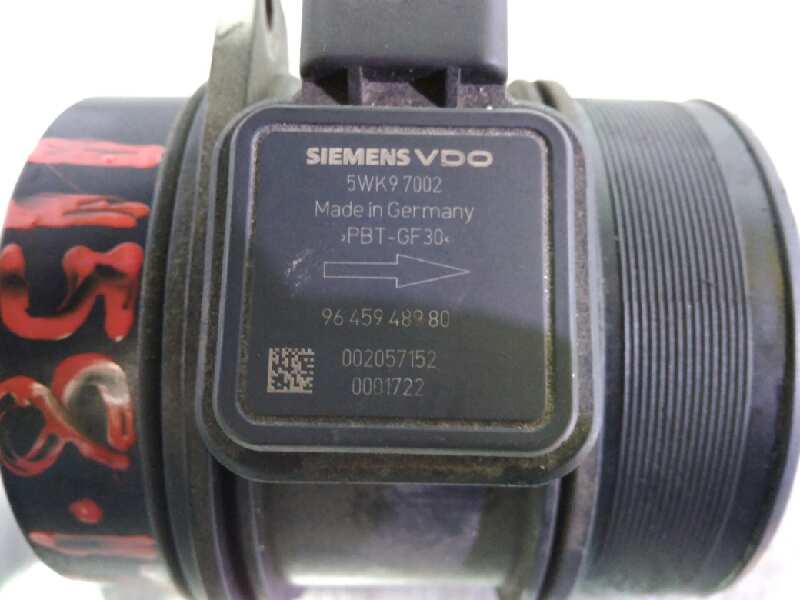 SIEMENS VDO
5WK9 7002
Made in Germany
›PBT-GF30‹
96 459 489 80
002057152
0001722